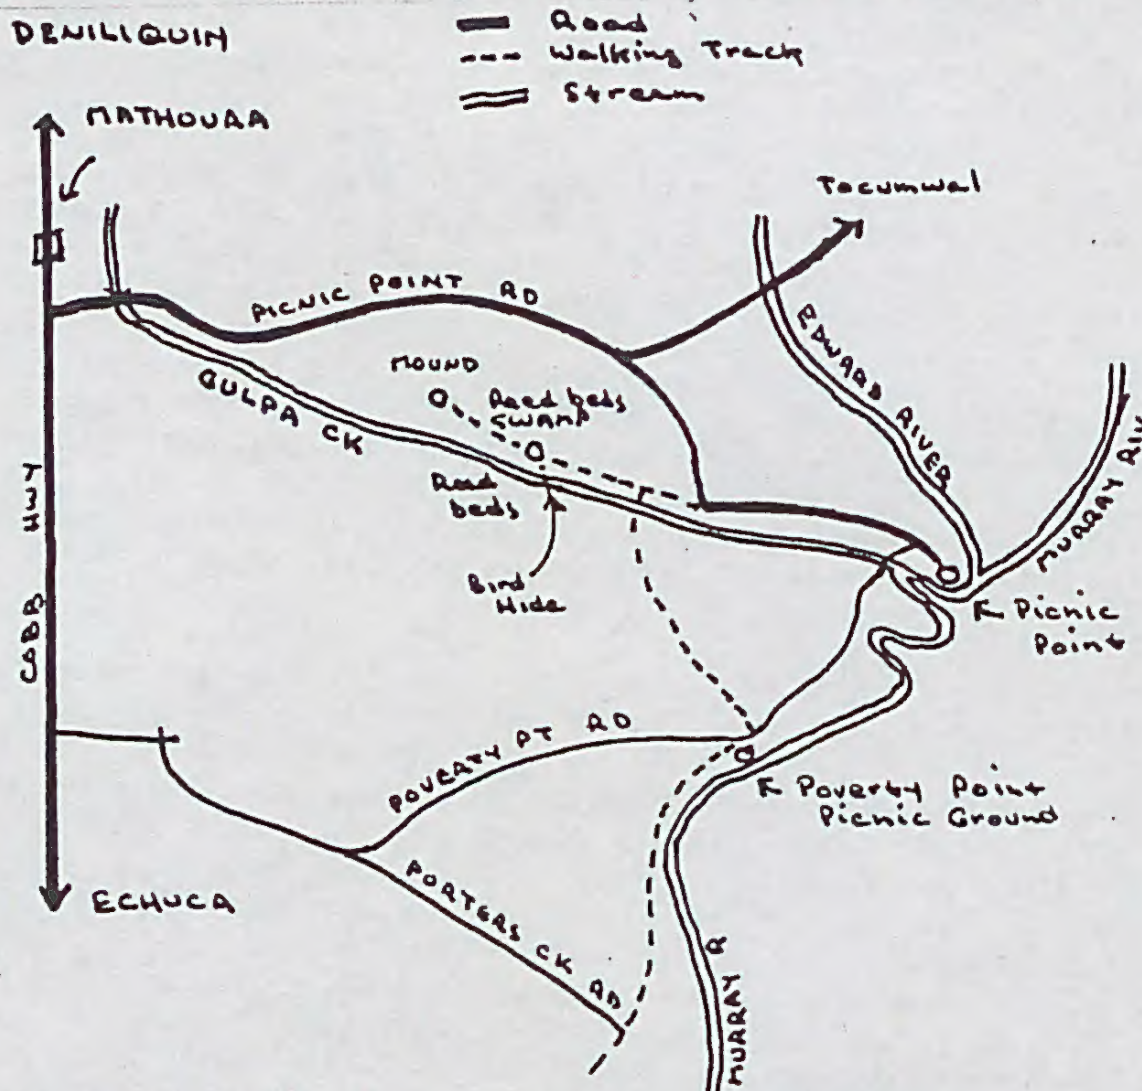 DENILIQUIN
Road
Walking Track
Stream
MATHOURA
Tocumwal
PICNIC POINT RD
EDWARD RIVER
MOUND
Reed beds
SWAMP
GULPA CK
Reed
beds
MURRAY RIV
Bird
Hide
COBB HWY
Picnic
Point
POVERTY PT RD
Poverty Point
Picnic Ground
PORTERS CK RD
ECHUCA
MURRAY R